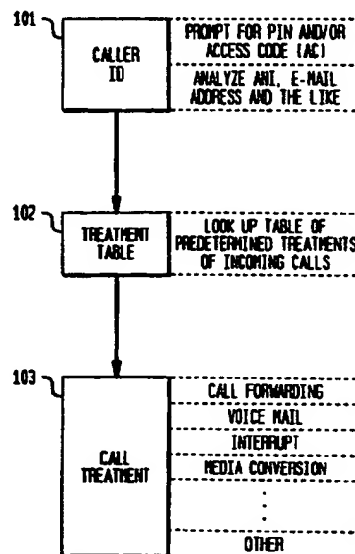 101
CALLER
ID
PROMPT FOR PIN AND/OR
ACCESS CODE (AC)
ANALYZE ANI, E-MAIL
ADDRESS AND THE LIKE
102
TREATMENT
TABLE
LOOK UP TABLE OF
PREDETERMINED TREATMENTS
OF INCOMING CALLS
103
CALL
TREATMENT
CALL FORWARDING
VOICE MAIL
INTERRUPT
MEDIA CONVERSION
OTHER